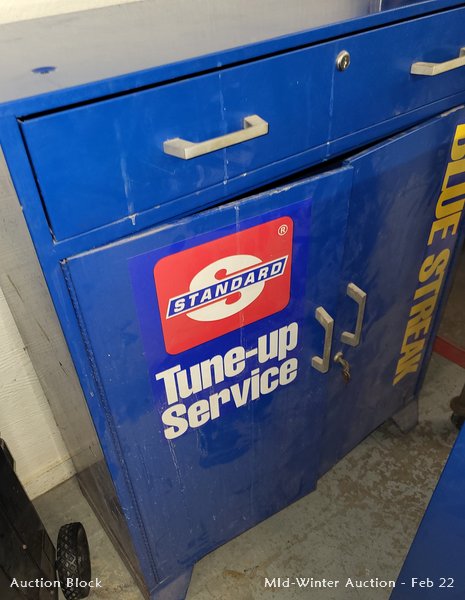 ®
S
STANDARD
Tune-up
Service
BLUE STREAK
Auction Block
MId-Winter Auction - Feb 22